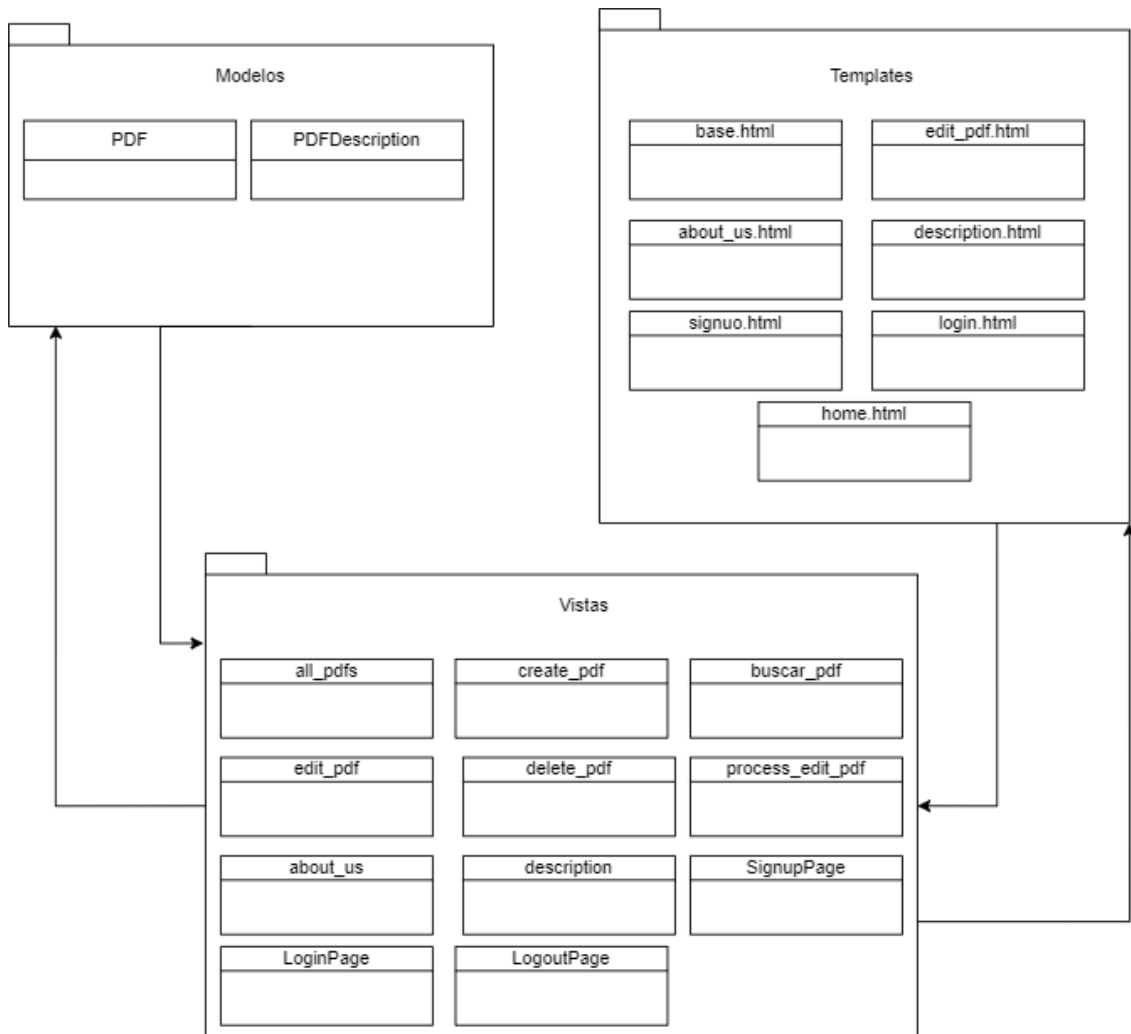 Modelos
PDF
PDFDescription
Templates
base.html
edit_pdf.html
about_us.html
description.html
signuo.html
login.html
home.html
Vistas
all_pdfs
create_pdf
buscar_pdf
edit_pdf
delete_pdf
process_edit_pdf
about_us
description
SignupPage
LoginPage
LogoutPage